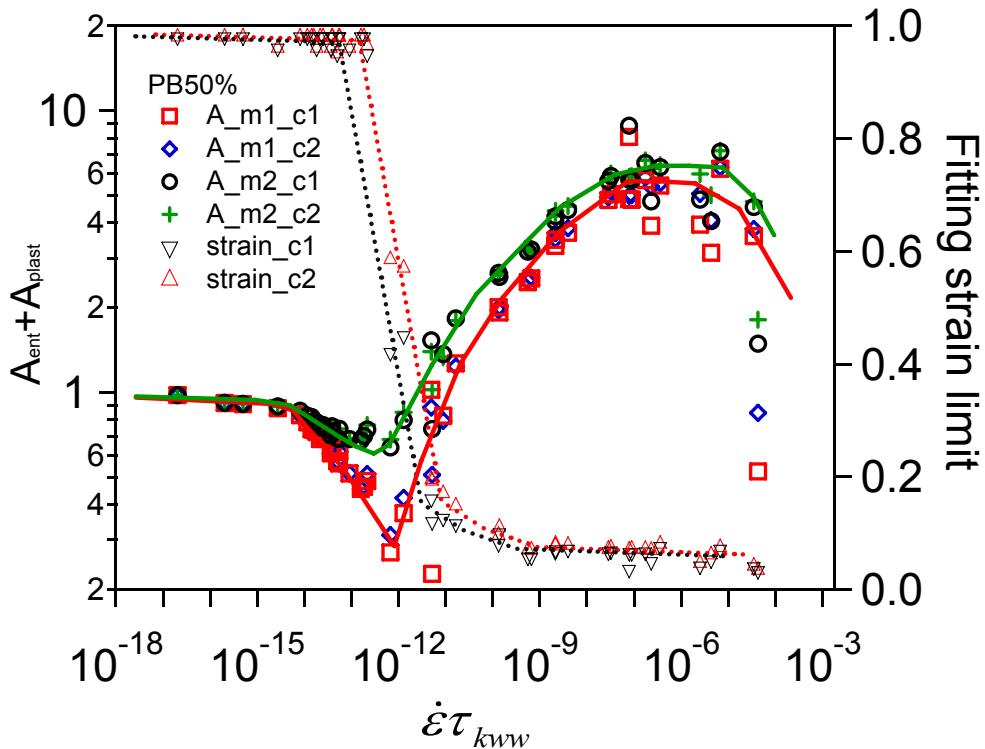 2
10
6
4
2
1
6
4
2
A_ent+A_plast
PB50%
A_m1_c1
A_m1_c2
A_m2_c1
A_m2_c2
strain_c1
strain_c2
1.0
0.8
0.6
0.4
0.2
0.0
Fitting strain limit
10^-18
10^-15
10^-12
10^-9
10^-6
10^-3
ε̇τ_kww